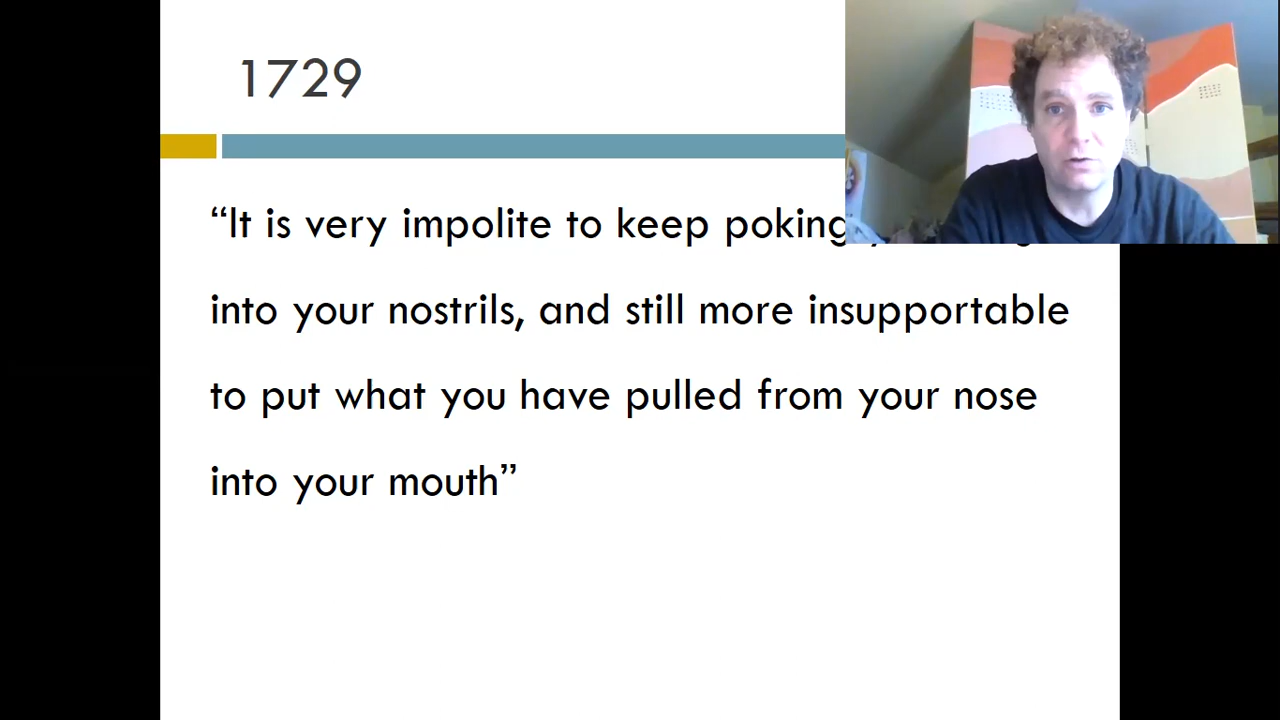 1729
“It is very impolite to keep poking
into your nostrils, and still more insupportable
to put what you have pulled from your nose
into your mouth”